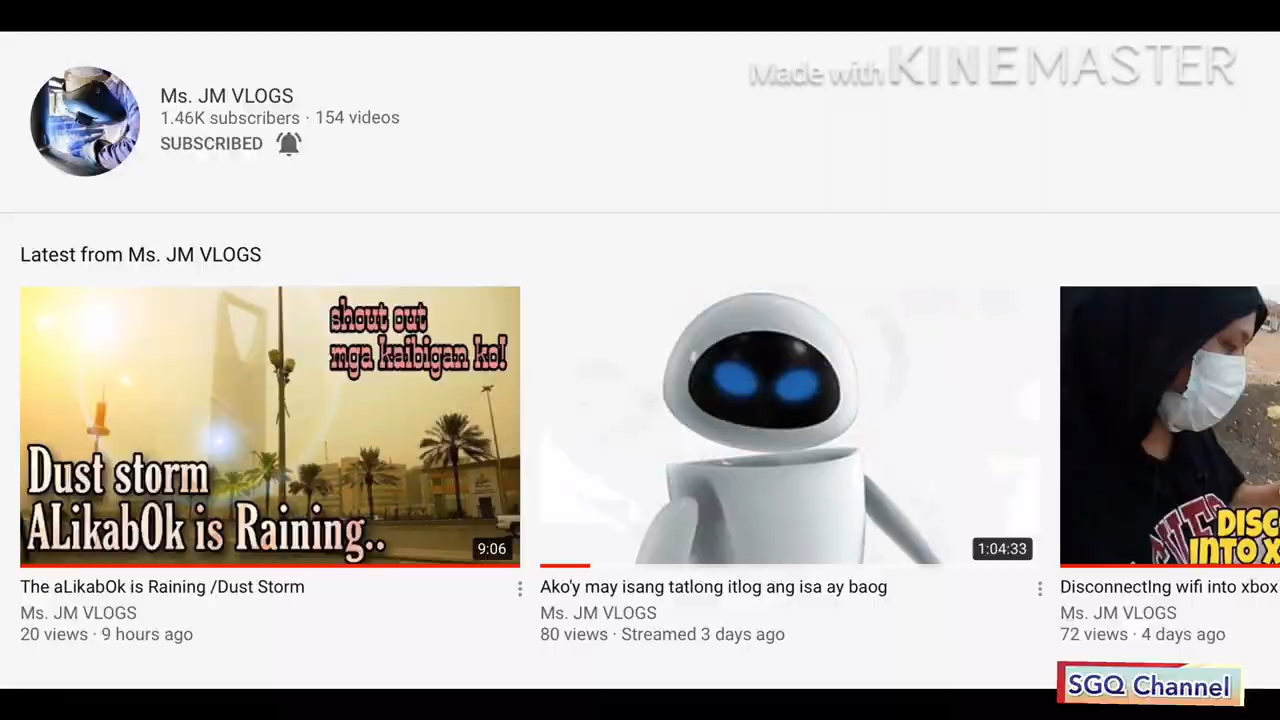 Made with KINEMASTER
Ms. JM VLOGS
1.46K subscribers · 154 videos
SUBSCRIBED
Latest from Ms. JM VLOGS
shout out
mga kaibigan ko!
Dust storm
ALikabOk is Raining..
9:06
1:04:33
DISC
INTO X
The aLikabOk is Raining /Dust Storm
Ms. JM VLOGS
20 views · 9 hours ago
Ako'y may isang tatlong itlog ang isa ay baog
Ms. JM VLOGS
80 views · Streamed 3 days ago
DisconnectIng wifi into xbox
Ms. JM VLOGS
72 views · 4 days ago
SGQ Channel